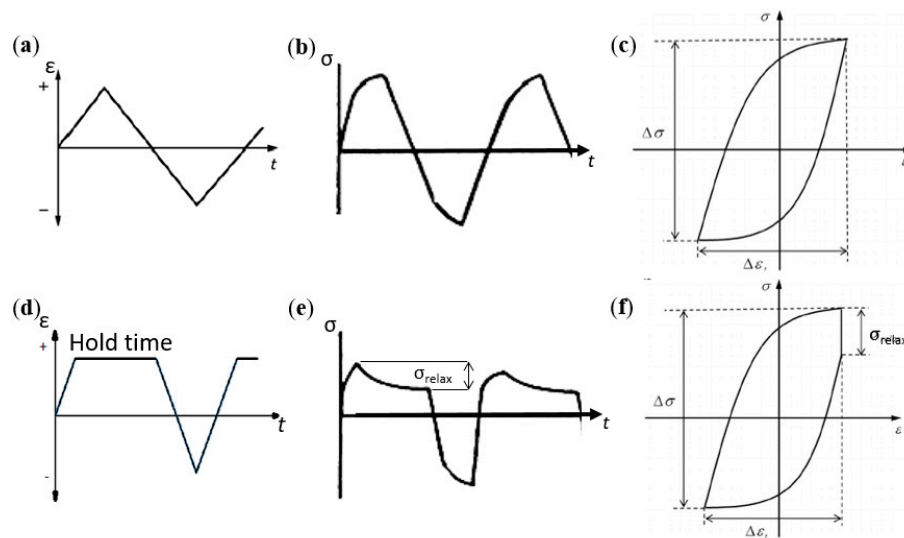 (a)
ε
+
−
t
(b)
σ
t
(c)
σ
Δσ
Δε,
(d)
ε
+
Hold time
-
t
(e)
σ
σrelax
t
(f)
σ
σrelax
Δσ
ε
Δε,